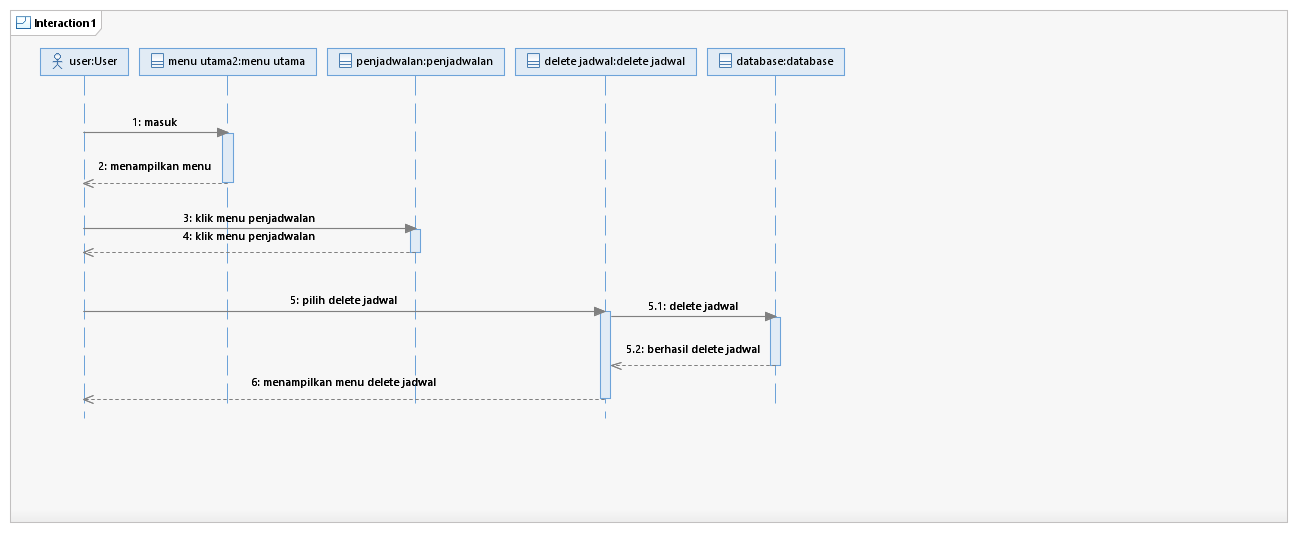 Interaction1
user:User
menu utama2:menu utama
penjadwalan:penjadwalan
delete jadwal:delete jadwal
database:database
1: masuk
2: menampilkan menu
3: klik menu penjadwalan
4: klik menu penjadwalan
5: pilih delete jadwal
5.1: delete jadwal
5.2: berhasil delete jadwal
6: menampilkan menu delete jadwal